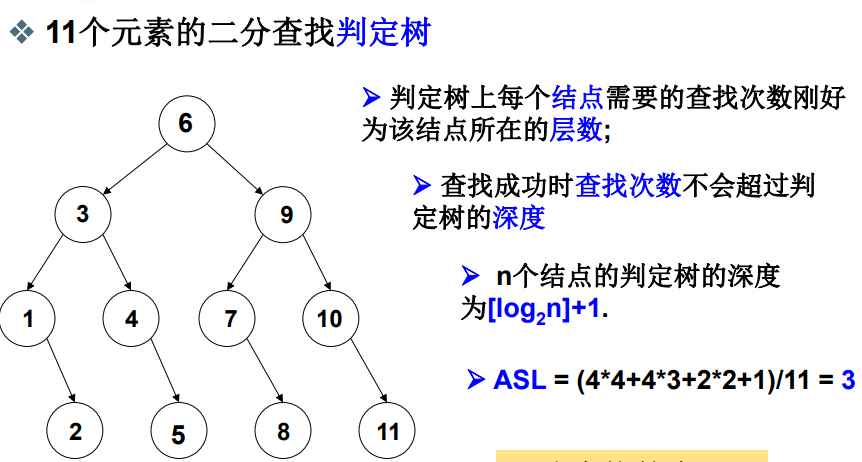 ❖ 11个元素的二分查找判定树
6
3
9
1
4
7
10
2
5
8
11
➢ 判定树上每个结点需要的查找次数刚好
为该结点所在的层数;
➢ 查找成功时查找次数不会超过判
定树的深度
➢ n个结点的判定树的深度
为[log₂n]+1.
➢ ASL = (4*4+4*3+2*2+1)/11 = 3